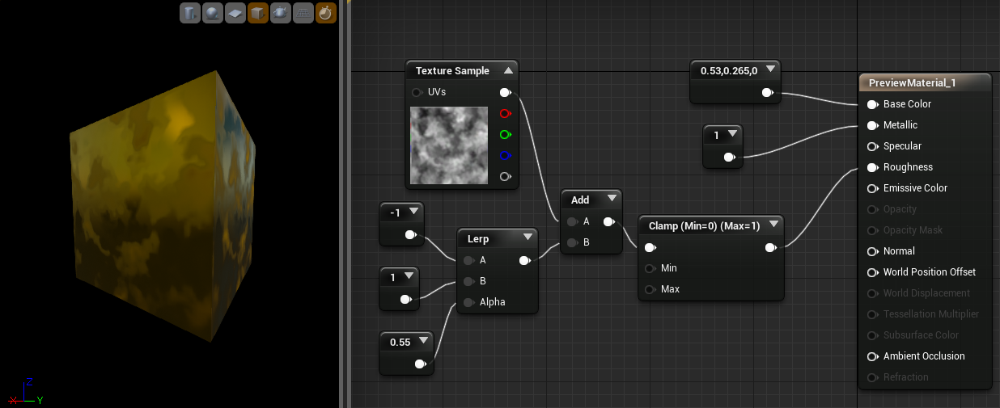 Texture Sample
UVs
-1
1
0.55
Lerp
A
B
Alpha
Add
A
B
Clamp (Min=0) (Max=1)
Min
Max
0.53,0.265,0
1
PreviewMaterial_1
Base Color
Metallic
Specular
Roughness
Emissive Color
Opacity
Opacity Mask
Normal
World Position Offset
World Displacement
Tessellation Multiplier
Subsurface Color
Ambient Occlusion
Refraction
Z
X
Y